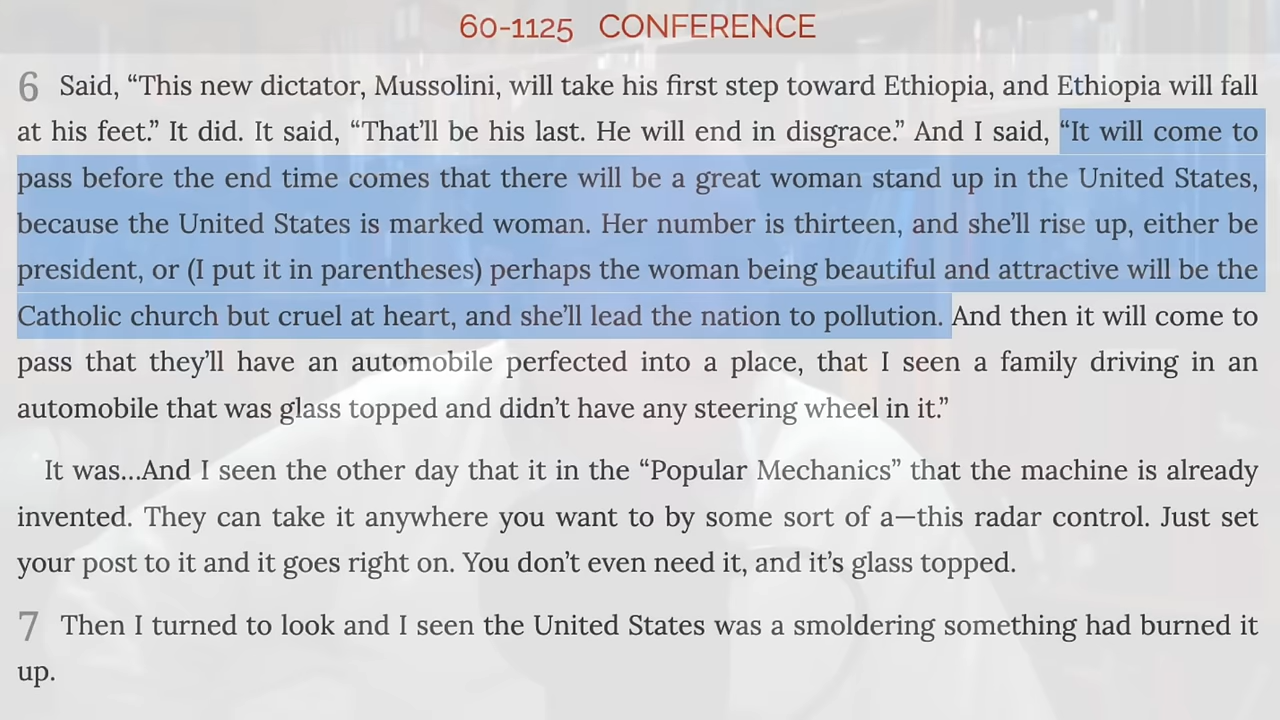 60-1125 CONFERENCE
6 Said, “This new dictator, Mussolini, will take his first step toward Ethiopia, and Ethiopia will fall
at his feet.” It did. It said, “That’ll be his last. He will end in disgrace.” And I said, “It will come to
pass before the end time comes that there will be a great woman stand up in the United States,
because the United States is marked woman. Her number is thirteen, and she’ll rise up, either be
president, or (I put it in parentheses) perhaps the woman being beautiful and attractive will be the
Catholic church but cruel at heart, and she’ll lead the nation to pollution. And then it will come to
pass that they’ll have an automobile perfected into a place, that I seen a family driving in an
automobile that was glass topped and didn’t have any steering wheel in it.”
It was…And I seen the other day that it in the “Popular Mechanics” that the machine is already
invented. They can take it anywhere you want to by some sort of a—this radar control. Just set
your post to it and it goes right on. You don’t even need it, and it’s glass topped.
7 Then I turned to look and I seen the United States was a smoldering something had burned it
up.